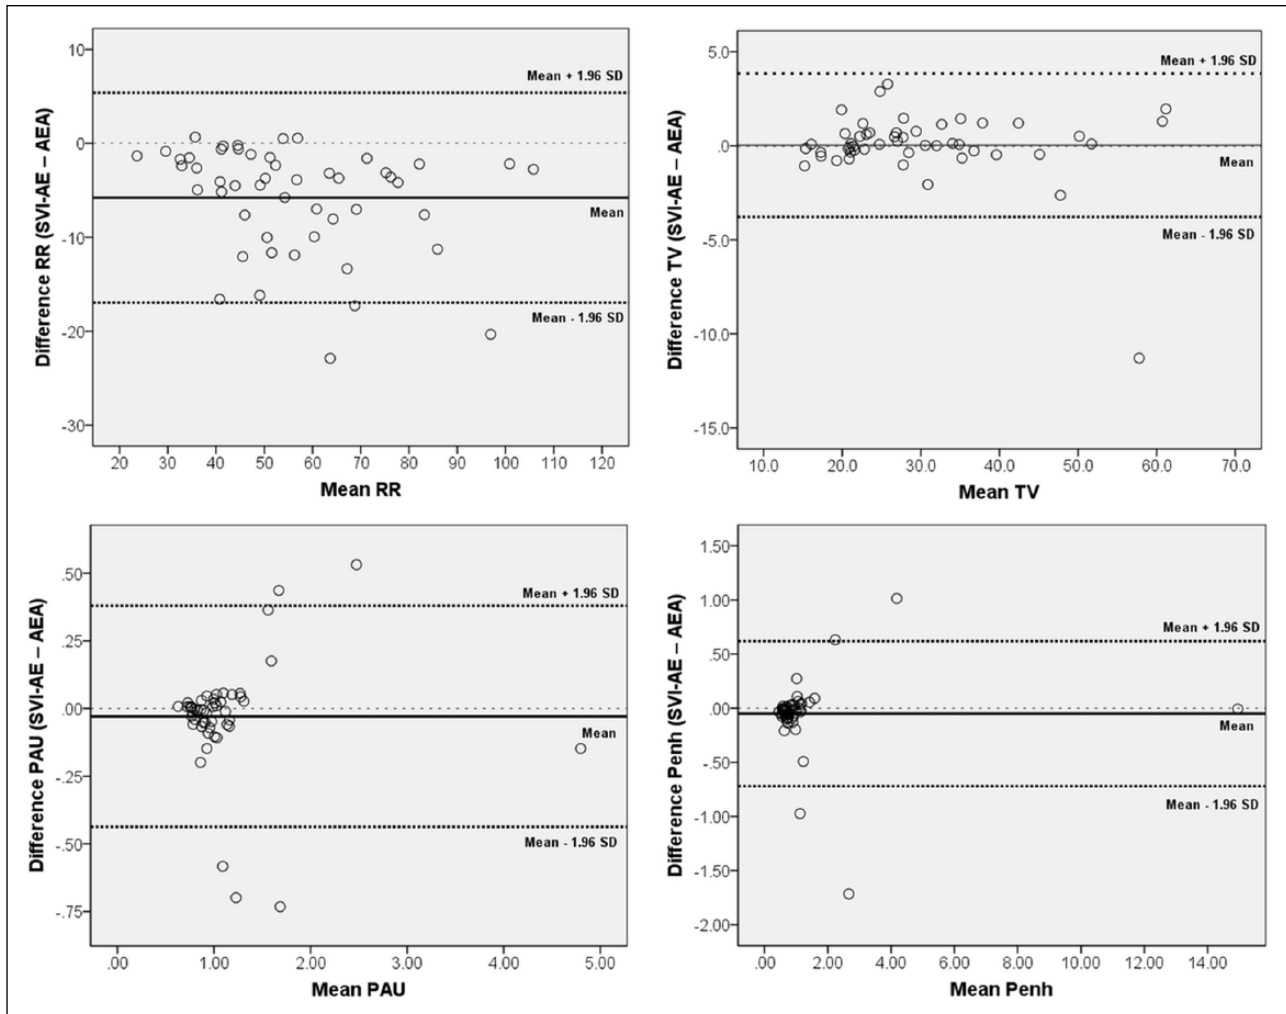 10
0
-10
-20
-30
Difference RR (SVI-AE – AEA)
Mean + 1.96 SD
Mean
Mean - 1.96 SD
20 30 40 50 60 70 80 90 100 110 120
Mean RR
5.0
.0
-5.0
-10.0
-15.0
Difference TV (SVI-AE – AEA)
Mean + 1.96 SD
Mean
Mean - 1.96 SD
10.0 20.0 30.0 40.0 50.0 60.0 70.0
Mean TV
.50
.25
.00
-.25
-.50
-.75
Difference PAU (SVI-AE – AEA)
Mean + 1.96 SD
Mean
Mean - 1.96 SD
.00 1.00 2.00 3.00 4.00 5.00
Mean PAU
1.50
1.00
.50
.00
-.50
-1.00
-1.50
-2.00
Difference Penh (SVI-AE – AEA)
Mean + 1.96 SD
Mean
Mean - 1.96 SD
.00 2.00 4.00 6.00 8.00 10.00 12.00 14.00
Mean Penh